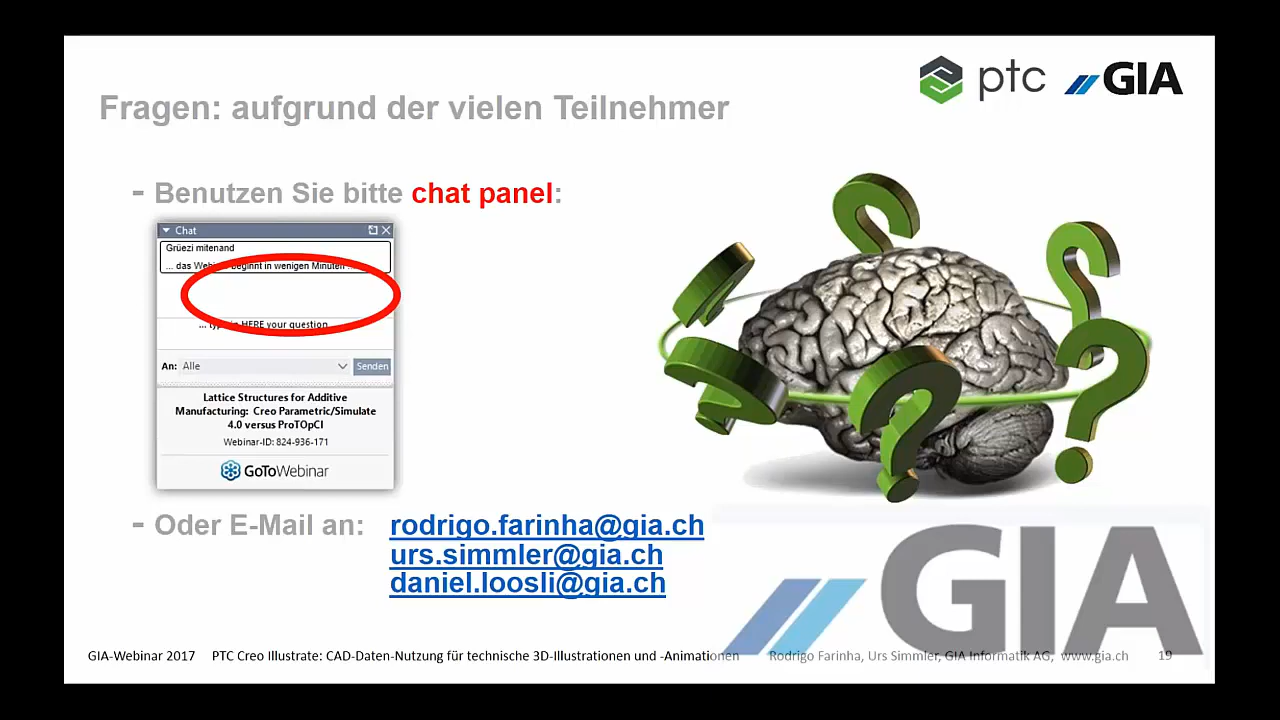 ptc GIA
Fragen: aufgrund der vielen Teilnehmer
- Benutzen Sie bitte chat panel:
Chat
Grüezi mitenand
... das Webinar beginnt in wenigen Minuten ...
... type in HERE your question
An: Alle Senden
Lattice Structures for Additive
Manufacturing: Creo Parametric/Simulate
4.0 versus ProTOpCI
Webinar-ID: 824-936-171
GoToWebinar
- Oder E-Mail an: rodrigo.farinha@gia.ch
urs.simmler@gia.ch
daniel.loosli@gia.ch
GIA
GIA-Webinar 2017 PTC Creo Illustrate: CAD-Daten-Nutzung für technische 3D-Illustrationen und -Animationen Rodrigo Farinha, Urs Simmler, GIA Informatik AG, www.gia.ch 19